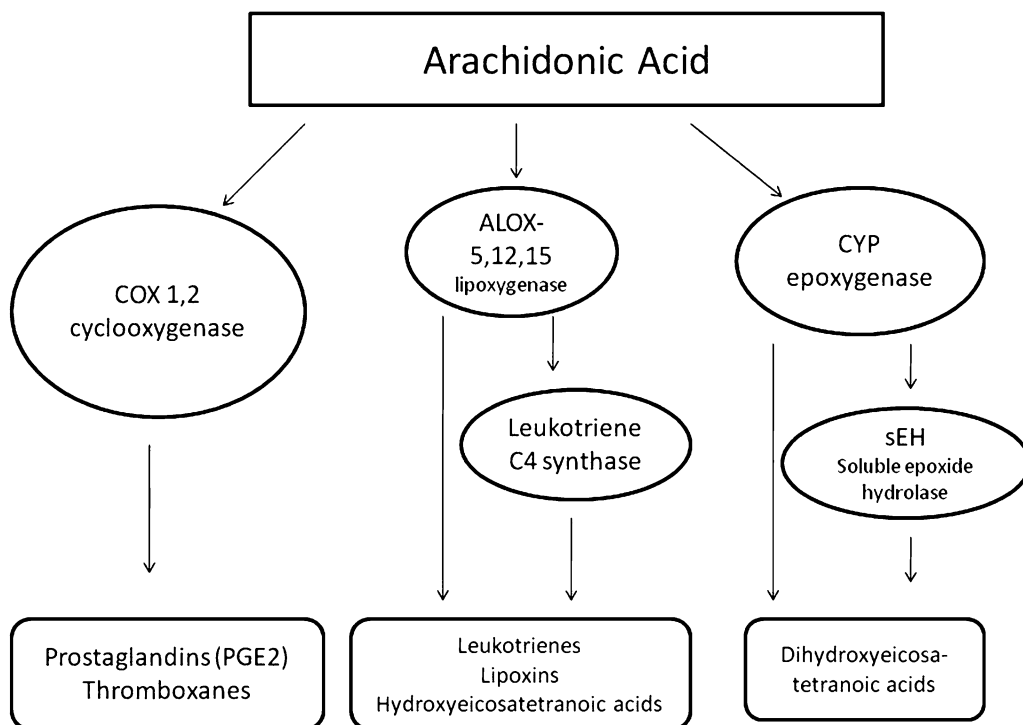 Arachidonic Acid
COX 1,2
cyclooxygenase
ALOX-
5,12,15
lipoxygenase
CYP
epoxygenase
Leukotriene
C4 synthase
sEH
Soluble epoxide
hydrolase
Prostaglandins (PGE2)
Thromboxanes
Leukotrienes
Lipoxins
Hydroxyeicosatetranoic acids
Dihydroxyeicosa-
tetranoic acids